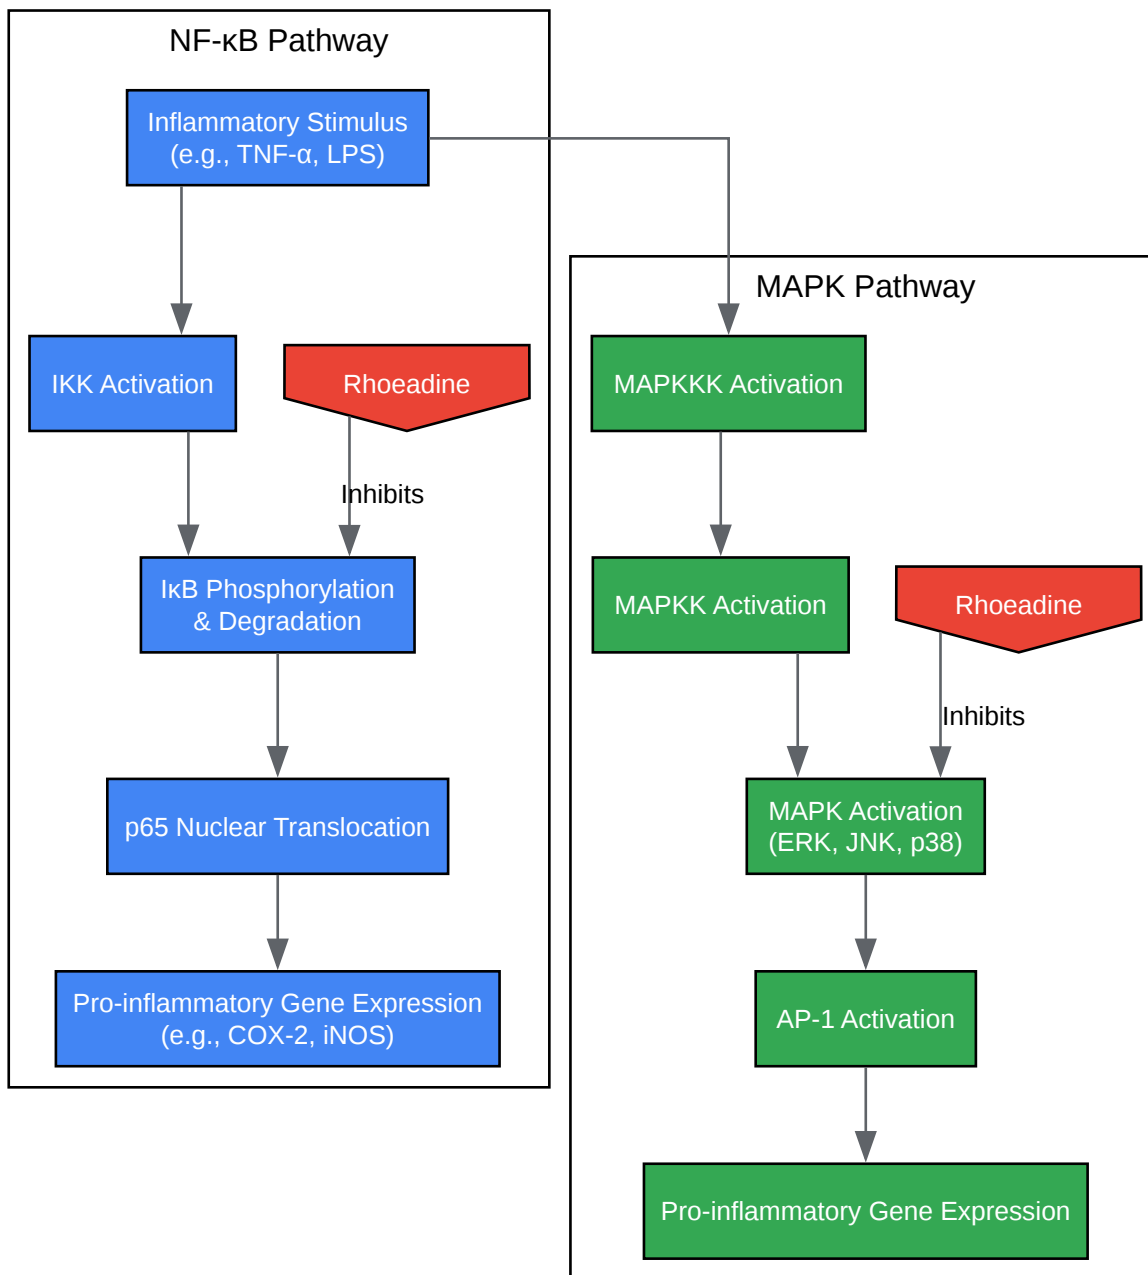 NF-κB Pathway
Inflammatory Stimulus
(e.g., TNF-α, LPS)
IKK Activation
Rhoeadine
Inhibits
IκB Phosphorylation
& Degradation
p65 Nuclear Translocation
Pro-inflammatory Gene Expression
(e.g., COX-2, iNOS)
MAPK Pathway
MAPKKK Activation
MAPKK Activation
Rhoeadine
Inhibits
MAPK Activation
(ERK, JNK, p38)
AP-1 Activation
Pro-inflammatory Gene Expression